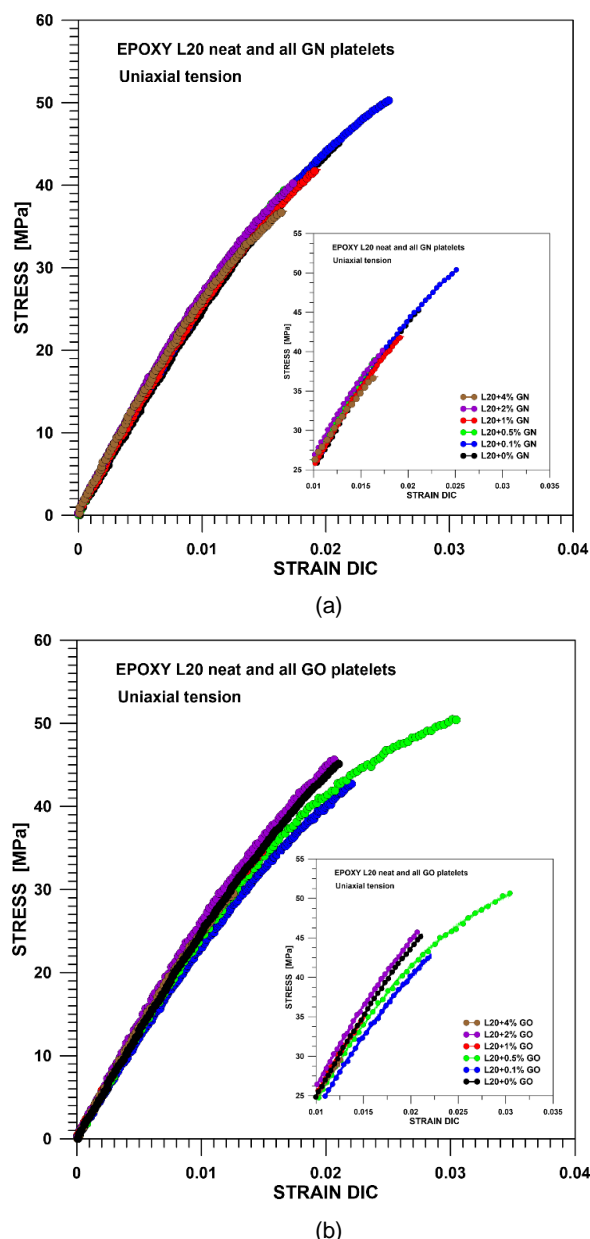 60
EPOXY L20 neat and all GN platelets
Uniaxial tension
50
40
30
20
10
0
STRESS [MPa]
55
EPOXY L20 neat and all GN platelets
Uniaxial tension
50
45
40
35
30
25
STRESS [MPa]
L20+4% GN
L20+2% GN
L20+1% GN
L20+0.5% GN
L20+0.1% GN
L20+0% GN
0.01 0.015 0.02 0.025 0.03 0.035
STRAIN DIC
0 0.01 0.02 0.03 0.04
STRAIN DIC
(a)
60
EPOXY L20 neat and all GO platelets
Uniaxial tension
50
40
30
20
10
0
STRESS [MPa]
55
EPOXY L20 neat and all GO platelets
Uniaxial tension
50
45
40
35
30
25
STRESS [MPa]
L20+4% GO
L20+2% GO
L20+1% GO
L20+0.5% GO
L20+0.1% GO
L20+0% GO
0.01 0.015 0.02 0.025 0.03 0.035
STRAIN DIC
0 0.01 0.02 0.03 0.04
STRAIN DIC
(b)